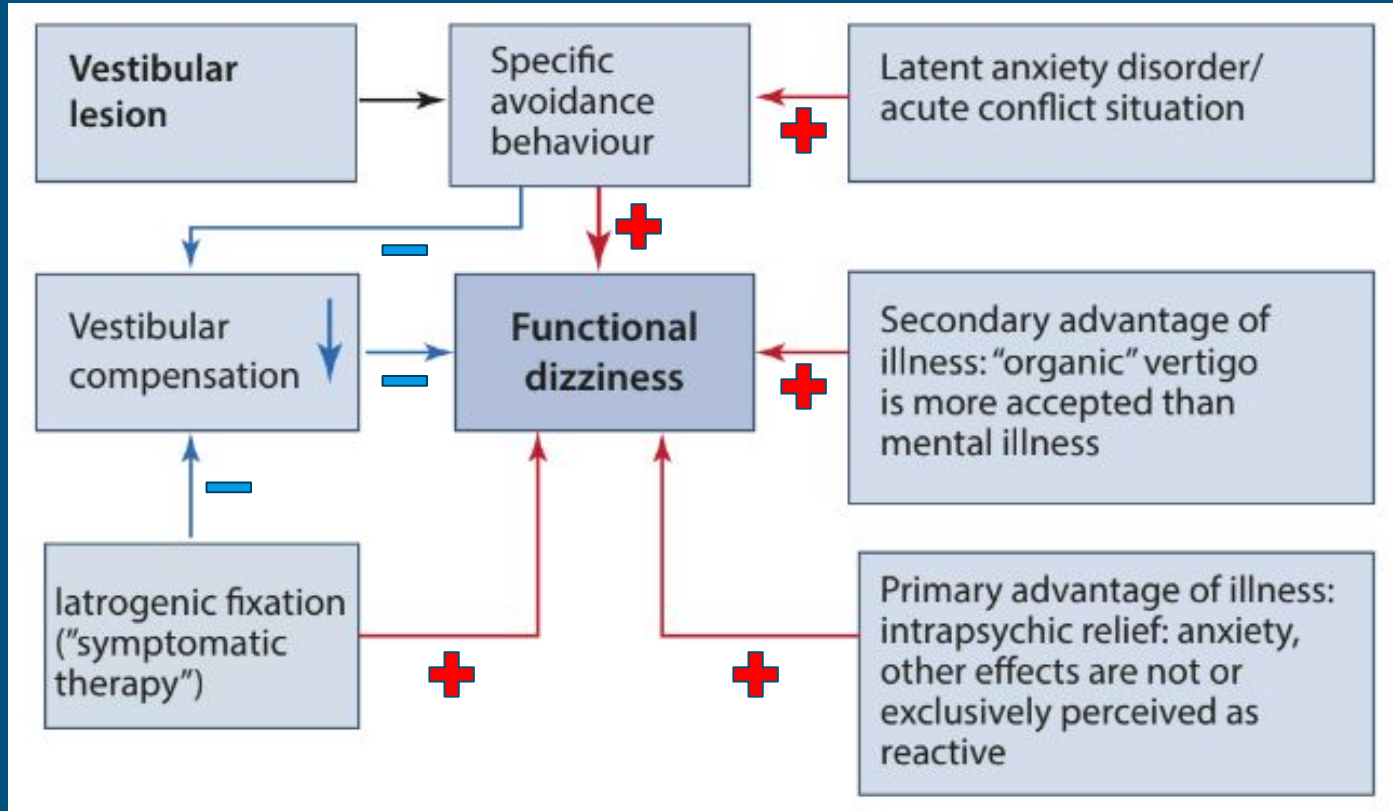 Vestibular
lesion
Specific
avoidance
behaviour
Latent anxiety disorder/
acute conflict situation
Vestibular
compensation
Functional
dizziness
Secondary advantage of
illness: “organic” vertigo
is more accepted than
mental illness
Iatrogenic fixation
(”symptomatic
therapy”)
Primary advantage of illness:
intrapsychic relief: anxiety,
other effects are not or
exclusively perceived as
reactive